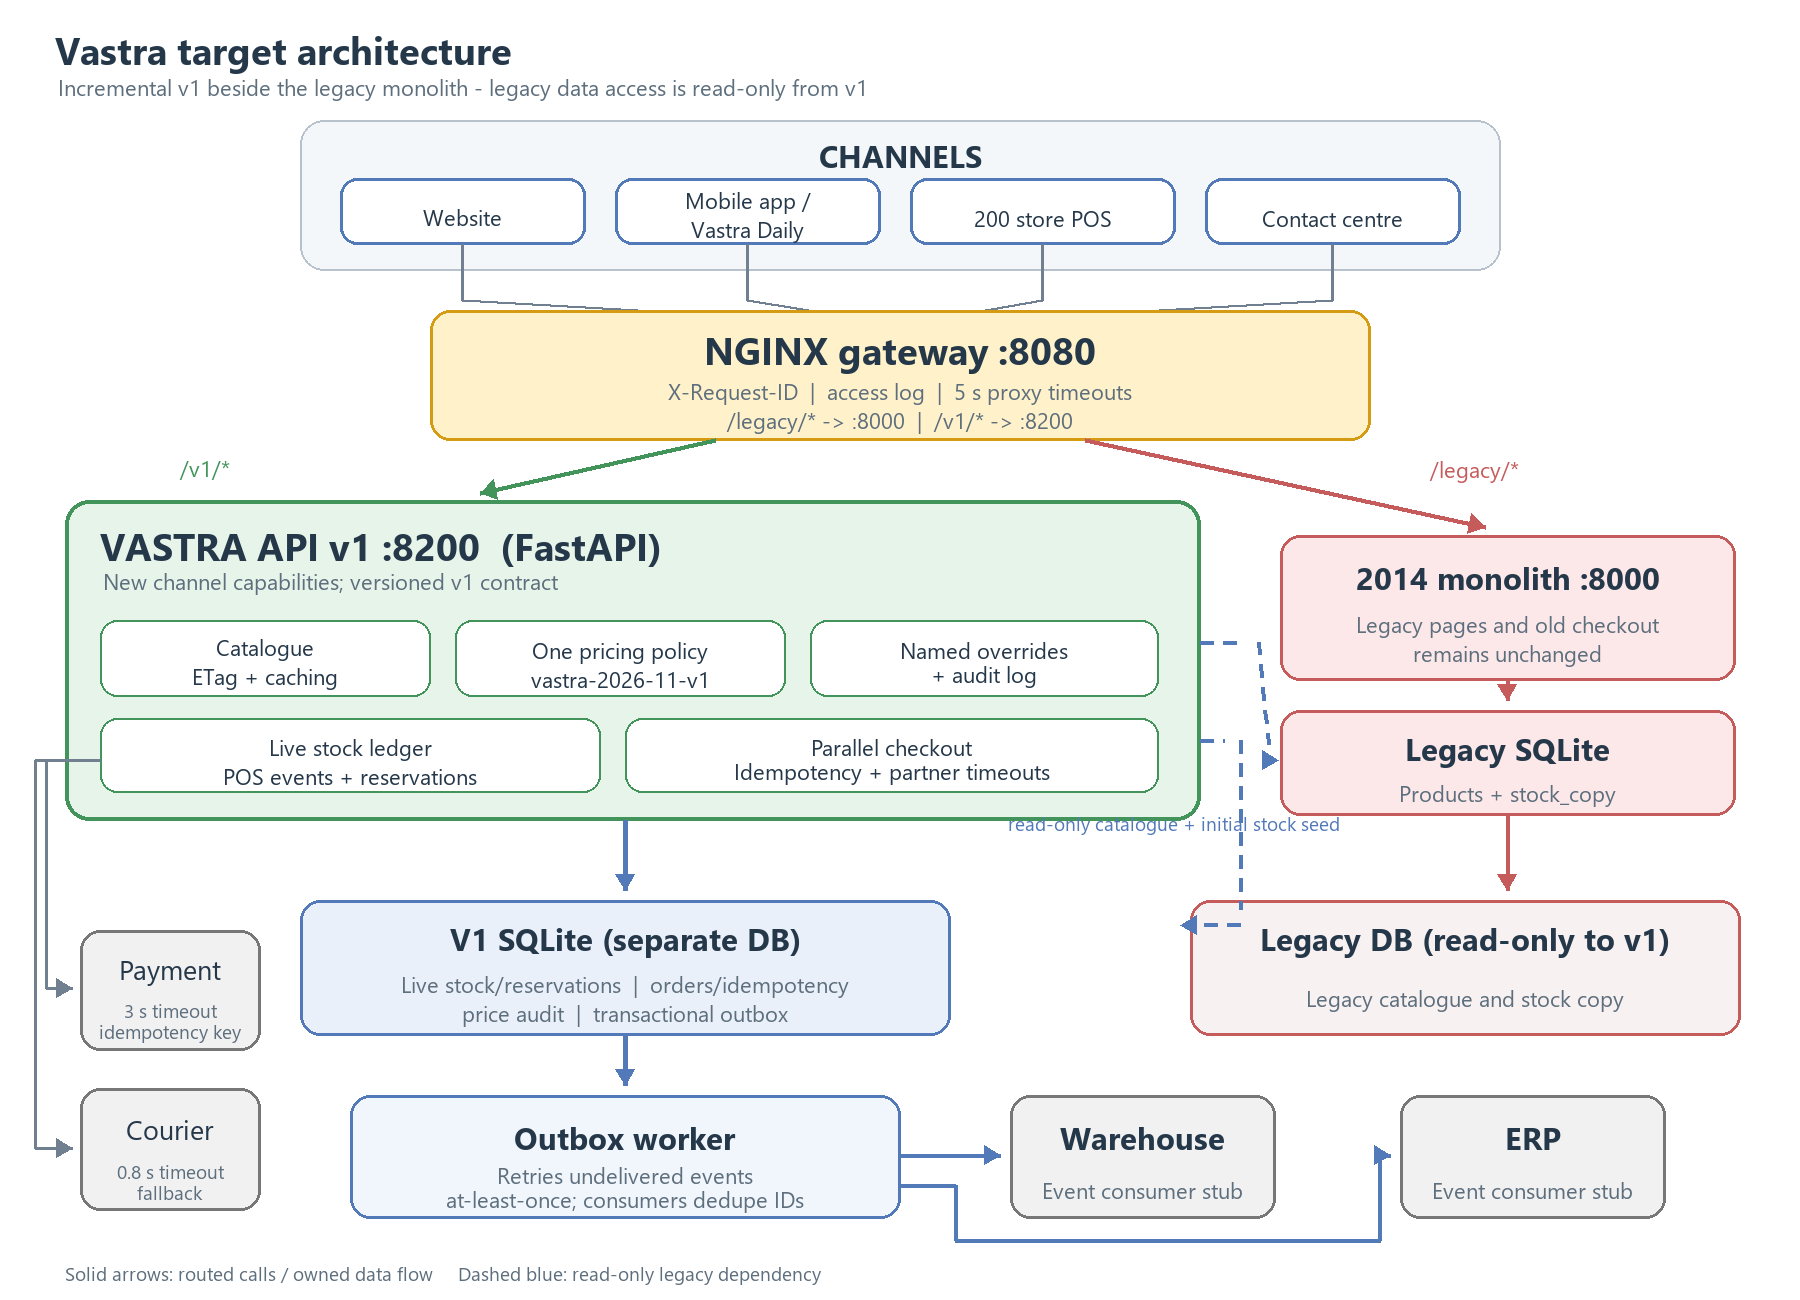 Vastra target architecture
Incremental v1 beside the legacy monolith - legacy data access is read-only from v1
CHANNELS
Website
Mobile app /
Vastra Daily
200 store POS
Contact centre
NGINX gateway :8080
X-Request-ID | access log | 5 s proxy timeouts
/legacy/* -> :8000 | /v1/* -> :8200
/v1/*
/legacy/*
VASTRA API v1 :8200 (FastAPI)
New channel capabilities; versioned v1 contract
Catalogue
ETag + caching
One pricing policy
vastra-2026-11-v1
Named overrides
+ audit log
Live stock ledger
POS events + reservations
Parallel checkout
Idempotency + partner timeouts
2014 monolith :8000
Legacy pages and old checkout
remains unchanged
Legacy SQLite
Products + stock_copy
read-only catalogue + initial stock seed
V1 SQLite (separate DB)
Live stock/reservations | orders/idempotency
price audit | transactional outbox
Legacy DB (read-only to v1)
Legacy catalogue and stock copy
Payment
3 s timeout
idempotency key
Courier
0.8 s timeout
fallback
Outbox worker
Retries undelivered events
at-least-once; consumers dedupe IDs
Warehouse
Event consumer stub
ERP
Event consumer stub
Solid arrows: routed calls / owned data flow
Dashed blue: read-only legacy dependency